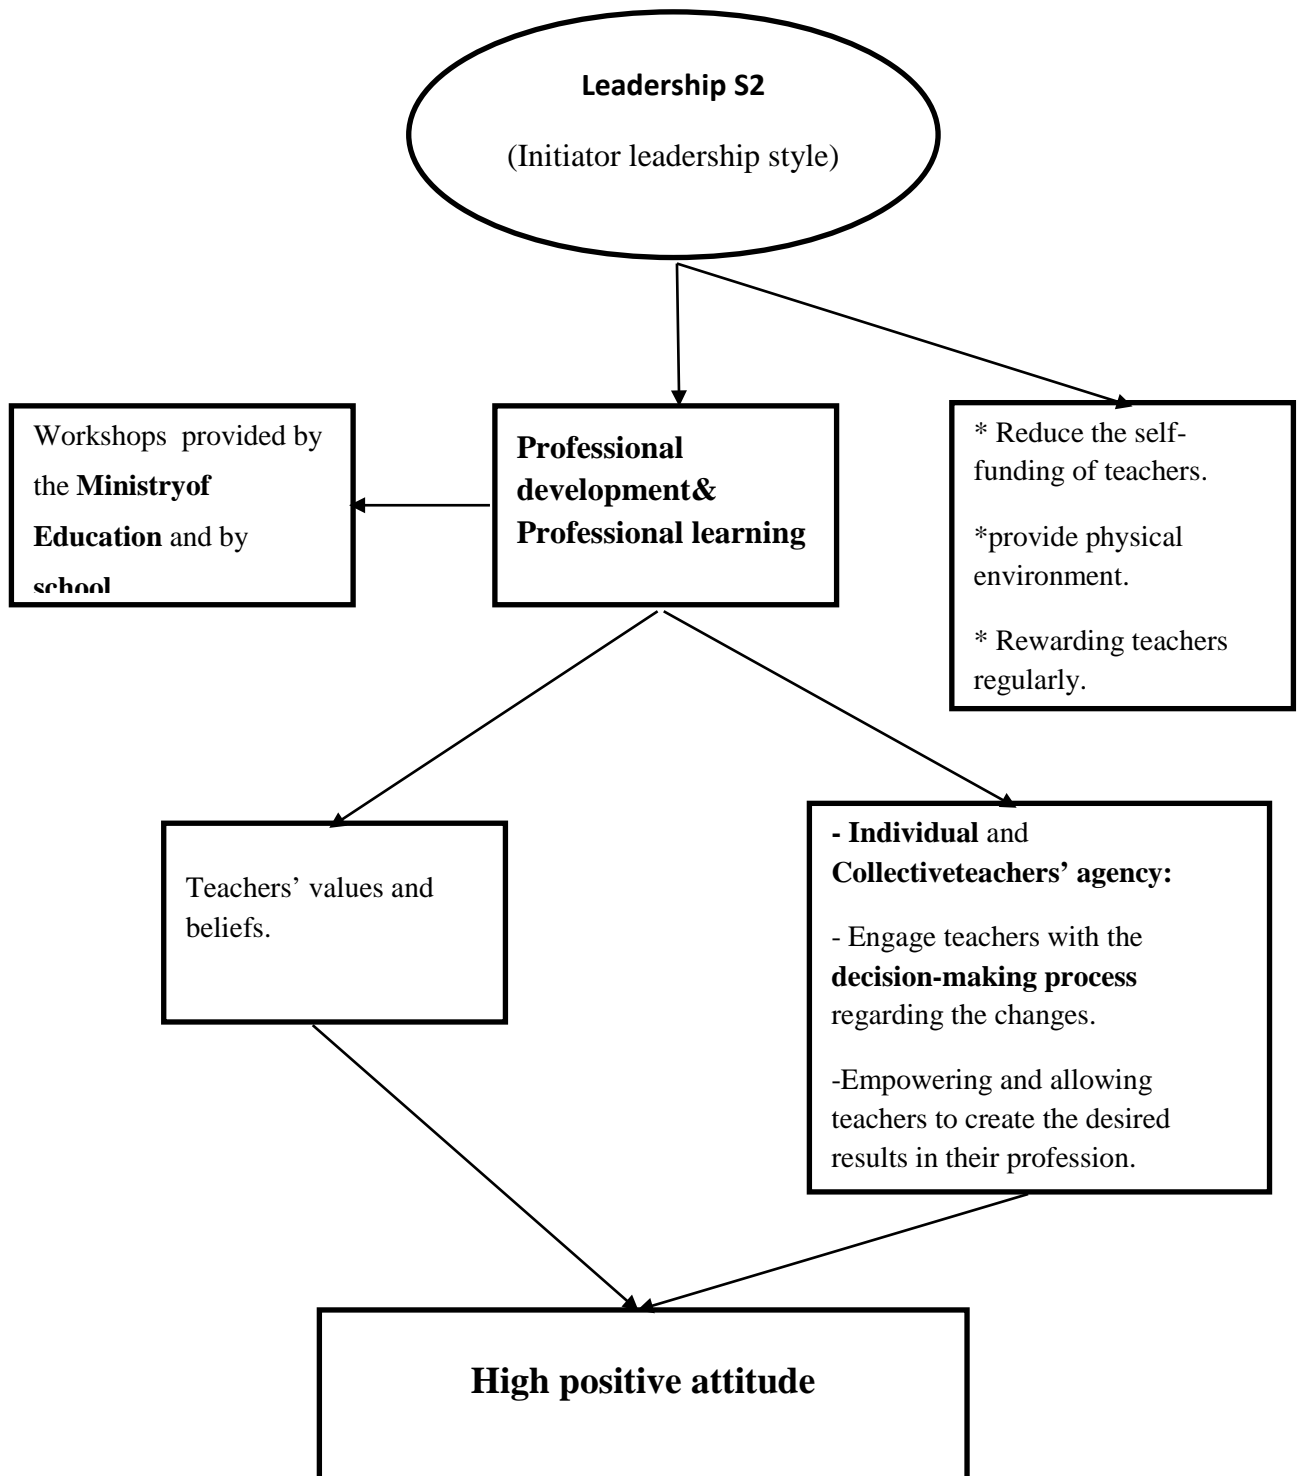 Leadership S2
(Initiator leadership style)
Workshops provided by
the Ministryof
Education and by
school
Professional
development&
Professional learning
* Reduce the self-
funding of teachers.
*provide physical
environment.
* Rewarding teachers
regularly.
Teachers’ values and
beliefs.
- Individual and
Collectiveteachers’ agency:
- Engage teachers with the
decision-making process
regarding the changes.
-Empowering and allowing
teachers to create the desired
results in their profession.
High positive attitude